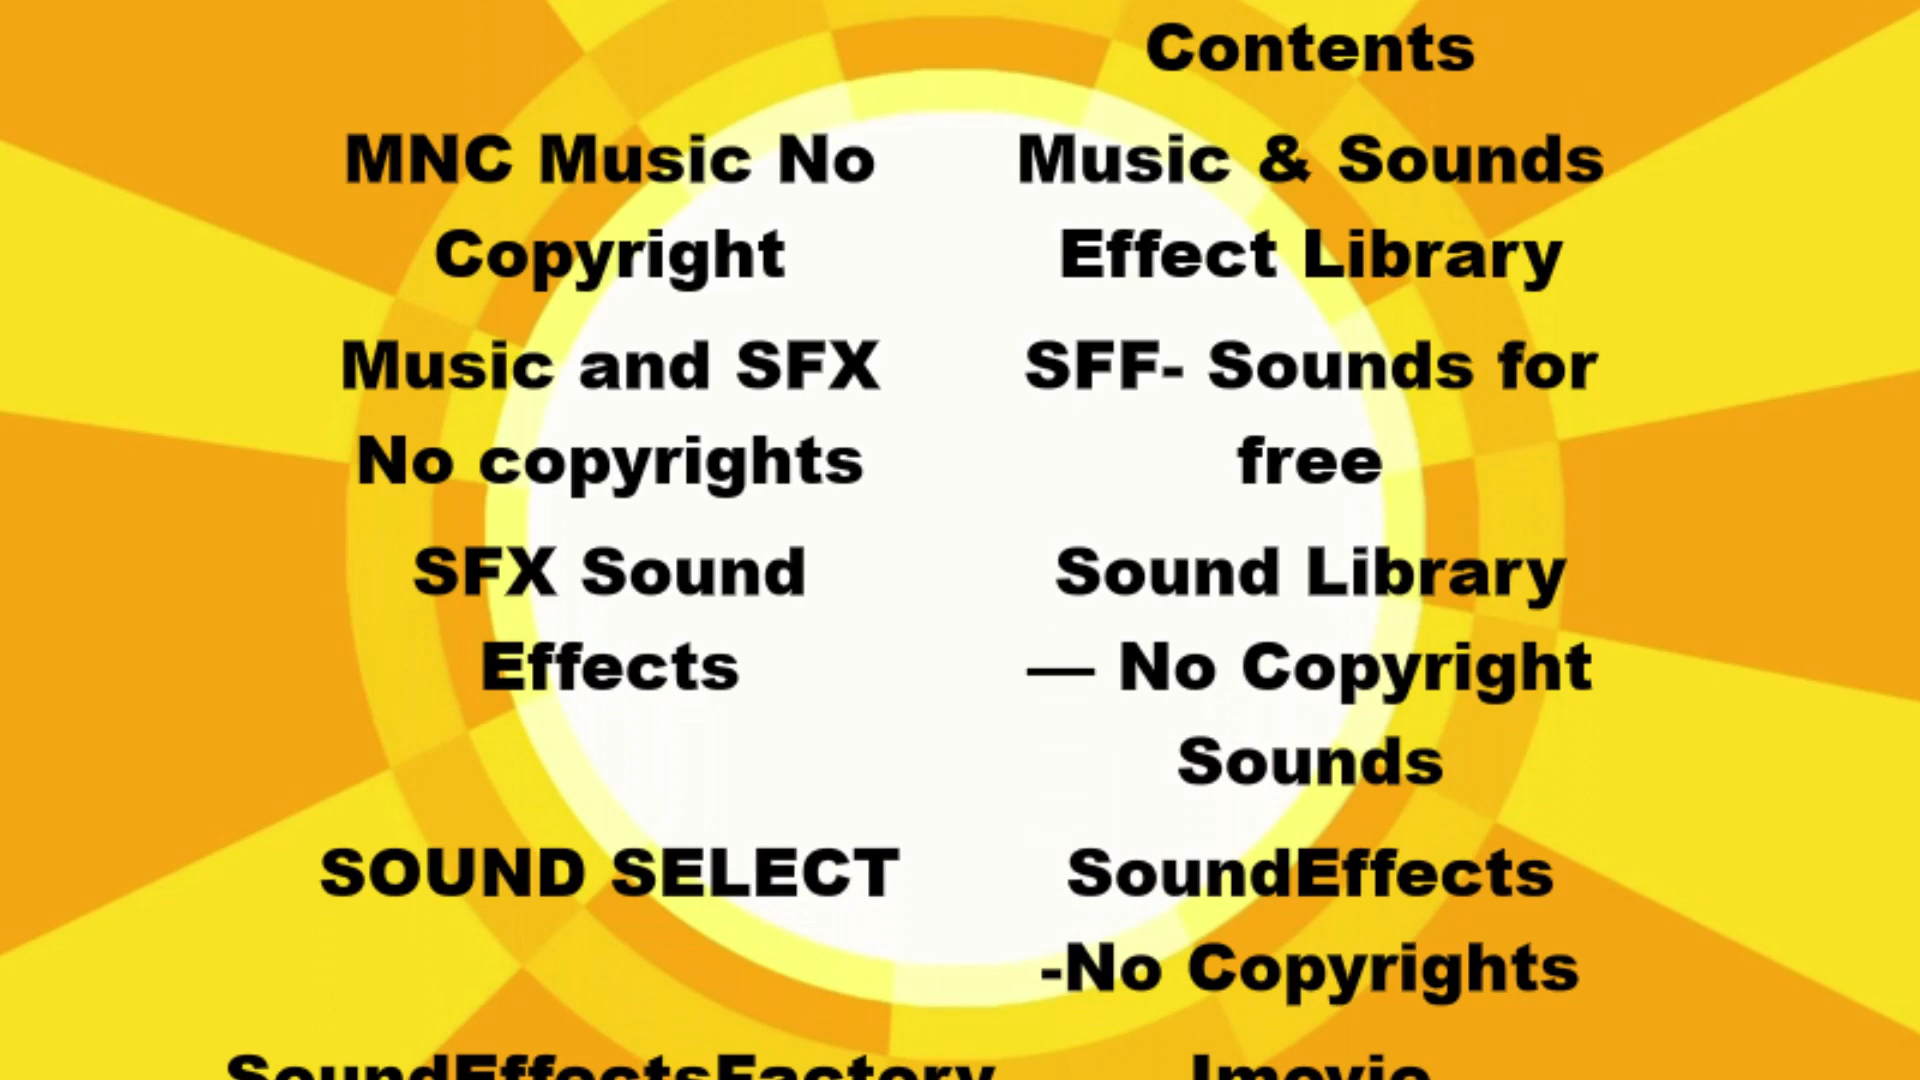 Contents
MNC Music No
Copyright
Music & Sounds
Effect Library
Music and SFX
No copyrights
SFF- Sounds for
free
SFX Sound
Effects
Sound Library
— No Copyright
Sounds
SOUND SELECT
SoundEffects
-No Copyrights
SoundEffectsFactory
Imovie